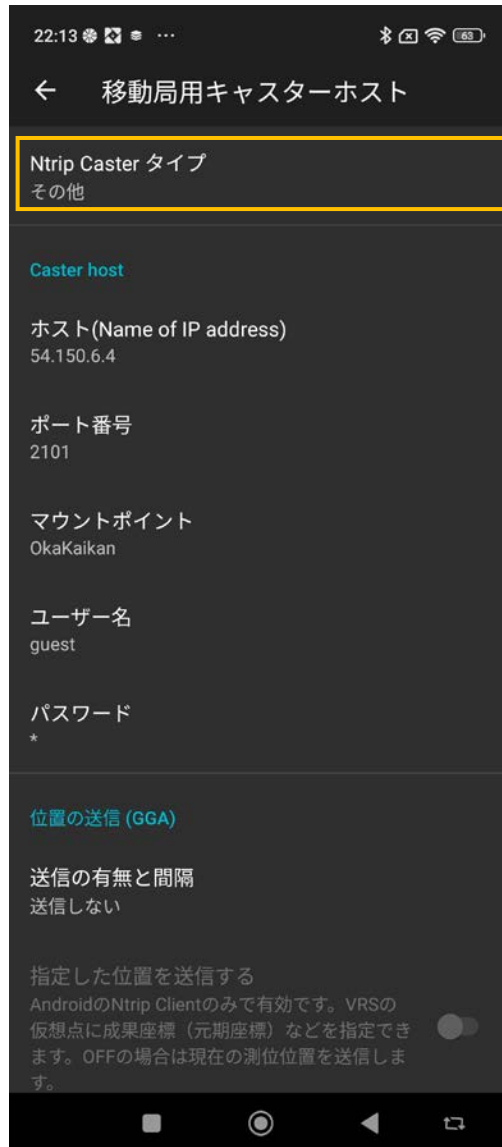 22:13 …
63
移動局用キャスターホスト
Ntrip Caster タイプ
その他
Caster host
ホスト(Name of IP address)
54.150.6.4
ポート番号
2101
マウントポイント
OkaKaikan
ユーザー名
guest
パスワード
*
位置の送信 (GGA)
送信の有無と間隔
送信しない
指定した位置を送信する
AndroidのNtrip Clientのみで有効です。VRSの
仮想点に成果座標（元期座標）などを指定でき
ます。OFFの場合は現在の測位位置を送信しま
す。